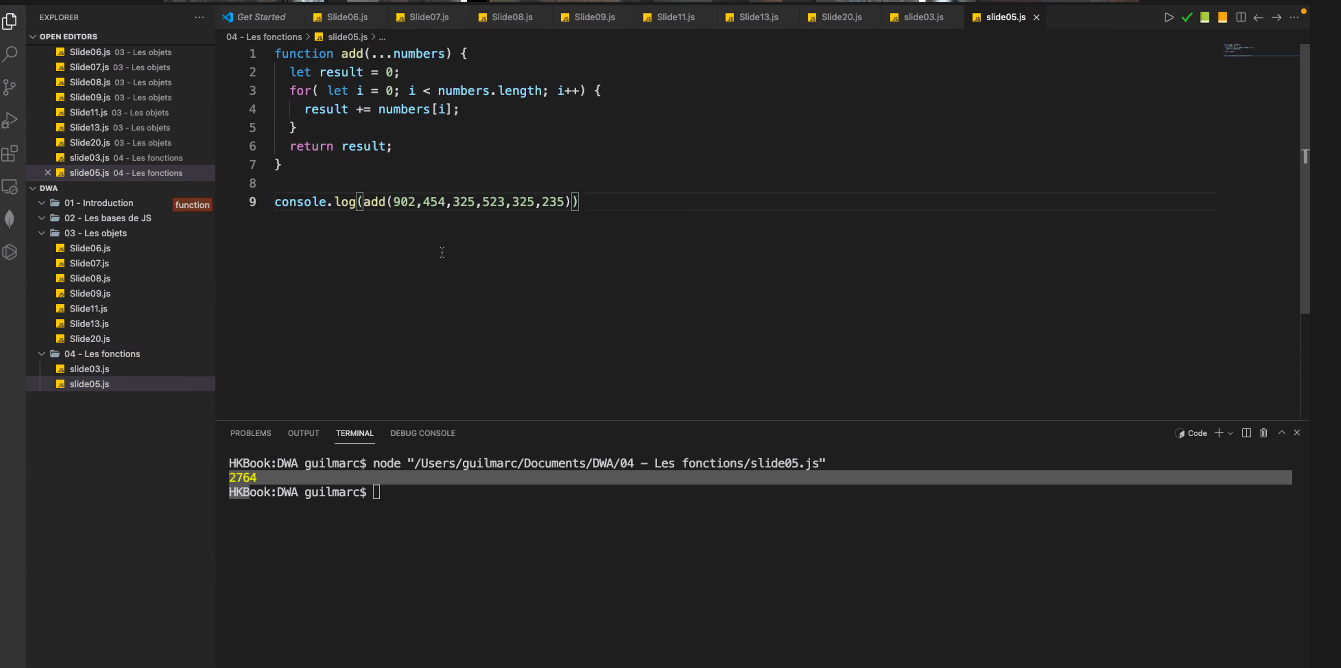 EXPLORER
Get Started
Slide06.js
Slide07.js
Slide08.js
Slide09.js
Slide11.js
Slide13.js
Slide20.js
slide03.js
slide05.js
04 - Les fonctions > slide05.js > ...
OPEN EDITORS
Slide06.js 03 - Les objets
Slide07.js 03 - Les objets
Slide08.js 03 - Les objets
Slide09.js 03 - Les objets
Slide11.js 03 - Les objets
Slide13.js 03 - Les objets
Slide20.js 03 - Les objets
slide03.js 04 - Les fonctions
slide05.js 04 - Les fonctions
DWA
01 - Introduction
function
02 - Les bases de JS
03 - Les objets
Slide06.js
Slide07.js
Slide08.js
Slide09.js
Slide11.js
Slide13.js
Slide20.js
04 - Les fonctions
slide03.js
slide05.js
1 function add(...numbers) {
2 let result = 0;
3 for( let i = 0; i < numbers.length; i++) {
4 result += numbers[i];
5 }
6 return result;
7 }
8
9 console.log(add(902,454,325,523,325,235))
PROBLEMS OUTPUT TERMINAL DEBUG CONSOLE
Code
HKBook:DWA guilmarc$ node "/Users/guilmarc/Documents/DWA/04 - Les fonctions/slide05.js"
2764
HKBook:DWA guilmarc$